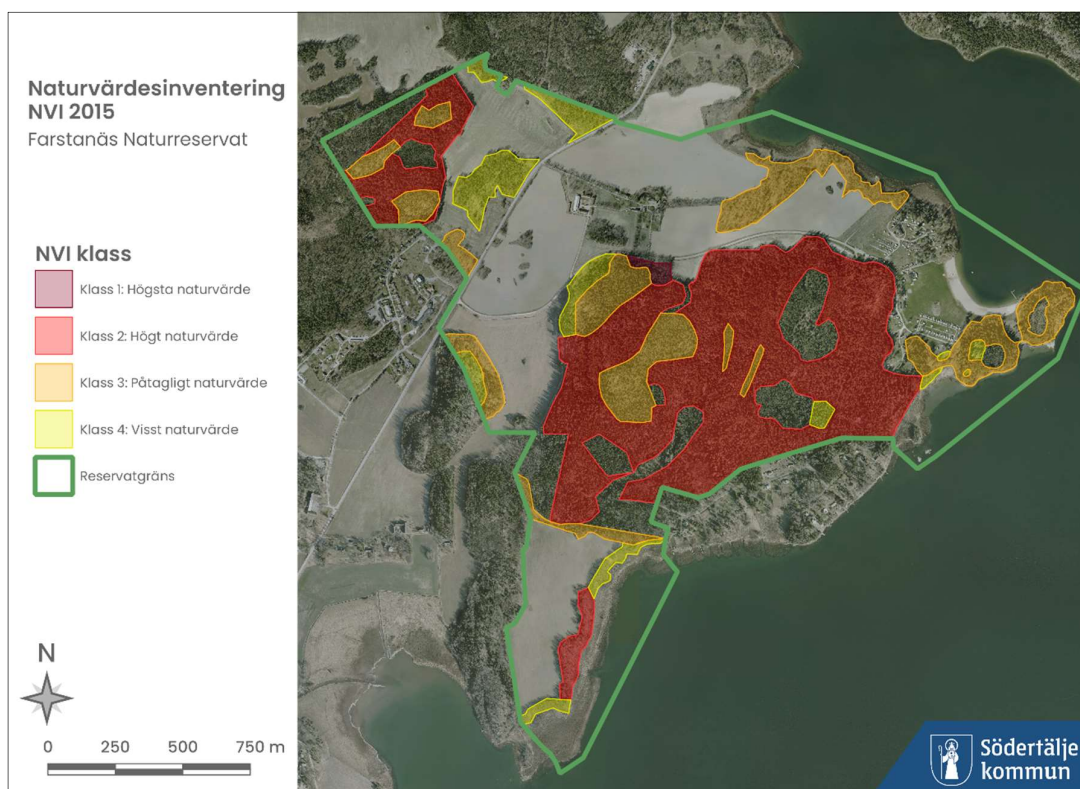 Naturvärdesinventering
NVI 2015
Farstanäs Naturreservat
NVI klass
Klass 1: Högsta naturvärde
Klass 2: Högt naturvärde
Klass 3: Påtagligt naturvärde
Klass 4: Visst naturvärde
Reservatgräns
N
0 250 500 750 m
Södertälje
kommun